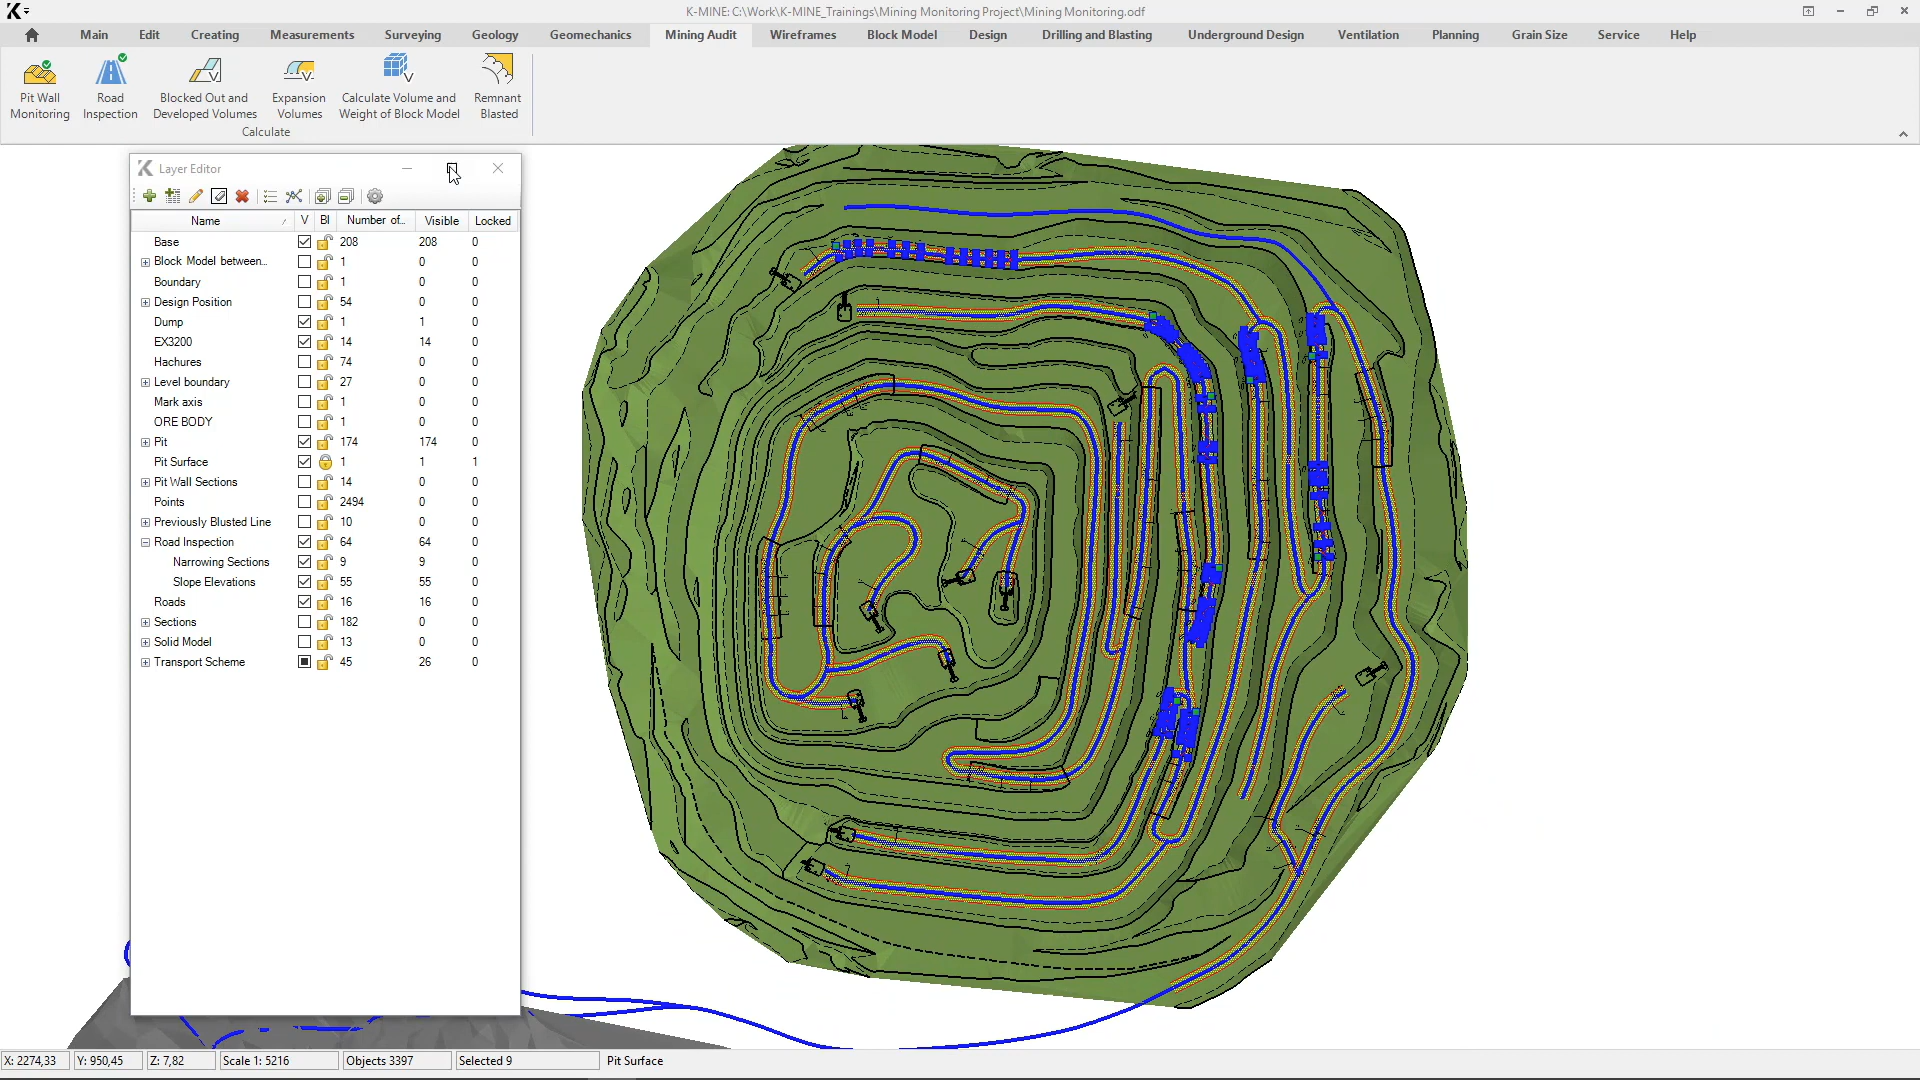 K-MINE: C:\Work\K-MINE_Trainings\Mining Monitoring Project\Mining Monitoring.odf
Main Edit Creating Measurements Surveying Geology Geomechanics Mining Audit Wireframes Block Model Design Drilling and Blasting Underground Design Ventilation Planning Grain Size Service Help
Pit Wall Monitoring
Road Inspection
Blocked Out and Developed Volumes
Expansion Volumes
Calculate Volume and Weight of Block Model
Remnant Blasted
Calculate
Layer Editor
Name V Bl Number of.. Visible Locked
Base 208 208 0
Block Model between... 1 0 0
Boundary 1 0 0
Design Position 54 0 0
Dump 1 1 0
EX3200 14 14 0
Hachures 74 0 0
Level boundary 27 0 0
Mark axis 1 0 0
ORE BODY 1 0 0
Pit 174 174 0
Pit Surface 1 1 1
Pit Wall Sections 14 0 0
Points 2494 0 0
Previously Blusted Line 10 0 0
Road Inspection 64 64 0
Narrowing Sections 9 9 0
Slope Elevations 55 55 0
Roads 16 16 0
Sections 182 0 0
Solid Model 13 0 0
Transport Scheme 45 26 0
X: 2274,33 Y: 950,45 Z: 7,82 Scale 1: 5216 Objects 3397 Selected 9 Pit Surface